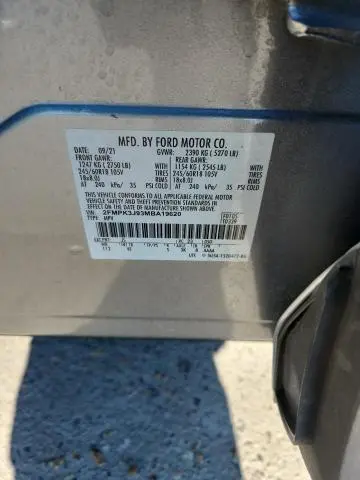 MFD. BY FORD MOTOR CO.
DATE: 09/21 GVWR: 2390 KG ( 5270 LB)
FRONT GAWR: REAR GAWR:
1247 KG ( 2750 LB) WITH 1154 KG ( 2545 LB) WITH
245/60R18 105V TIRES 245/60R18 105V TIRES
18x8.0J RIMS 18x8.0J RIMS
AT 240 kPa/ 35 PSI COLD AT 240 kPa/ 35 PSI COLD
THIS VEHICLE CONFORMS TO ALL APPLICABLE FEDERAL MOTOR
VEHICLE SAFETY AND THEFT PREVENTION STANDARDS IN
EFFECT ON THE DATE OF MANUFACTURE SHOWN ABOVE.
VIN: 2FMPK3J93MBA19620
TYPE: MPV